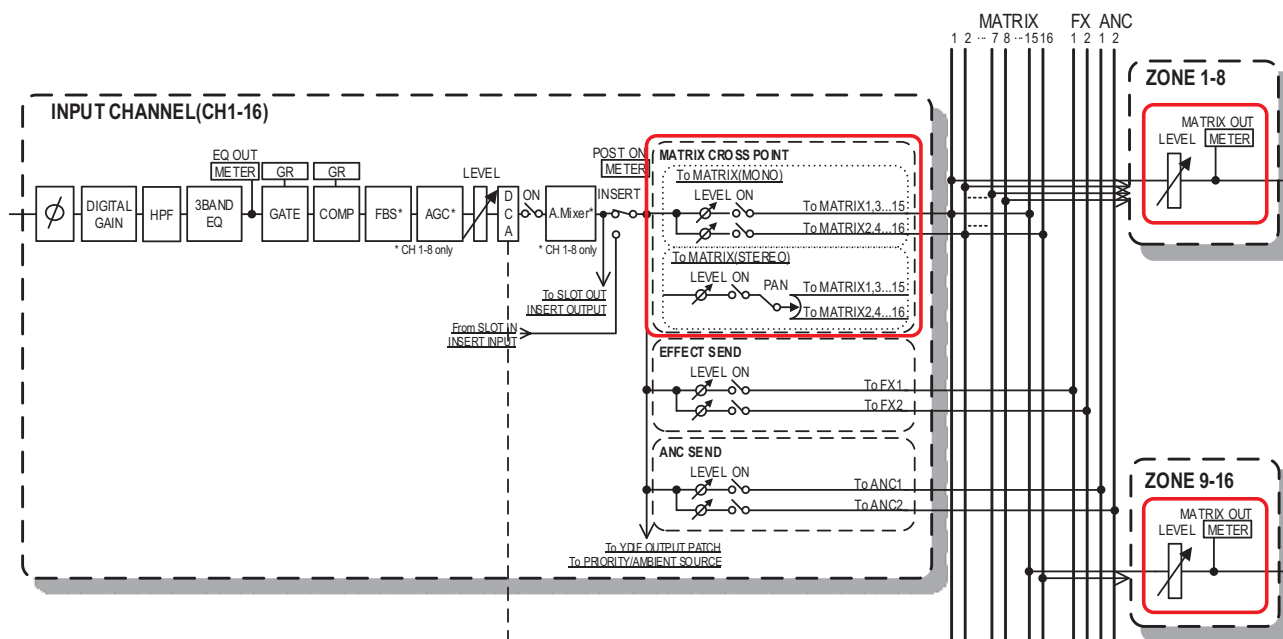 MATRIX FX ANC
1 2 ··· 7 8 ···1516 1 2 1 2
ZONE 1-8
MATRIX OUT
LEVEL METER
INPUT CHANNEL(CH1-16)
EQ OUT
METER GR GR
LEVEL
POST ON
METER
ϕ
DIGITAL
GAIN
HPF
3BAND
EQ
GATE
COMP
FBS*
AGC*
* CH 1-8 only
D
C
A
ON
A.Mixer*
* CH 1-8 only
INSERT
To SLOT OUT
INSERT OUTPUT
From SLOT IN
INSERT INPUT
MATRIX CROSS POINT
To MATRIX(MONO)
LEVEL ON
To MATRIX1,3...15
To MATRIX2,4...16
To MATRIX(STEREO)
LEVEL ON PAN
To MATRIX1,3...15
To MATRIX2,4...16
EFFECT SEND
LEVEL ON
To FX1
To FX2
ANC SEND
LEVEL ON
To ANC1
To ANC2
To YDIF OUTPUT PATCH
To PRIORITY/AMBIENT SOURCE
ZONE 9-16
MATRIX OUT
LEVEL METER